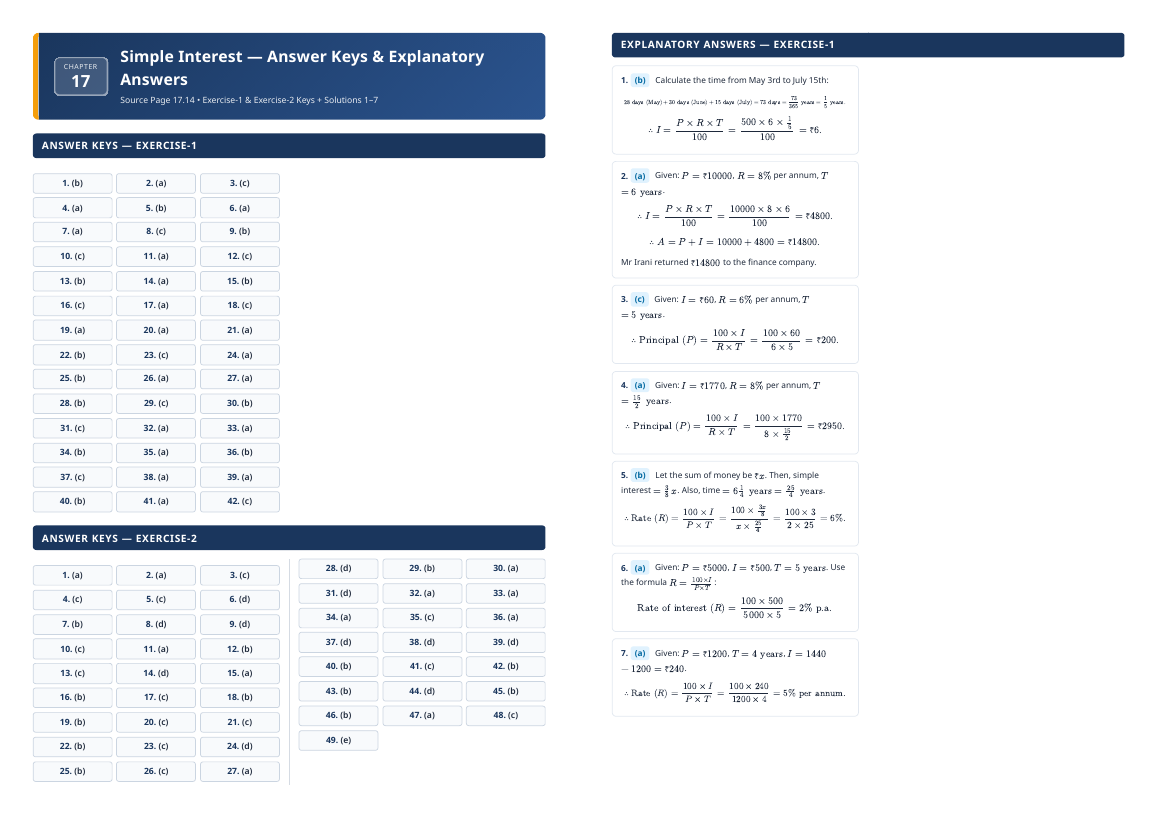 CHAPTER
17
Simple Interest — Answer Keys & Explanatory
Answers
Source Page 17.14 • Exercise-1 & Exercise-2 Keys + Solutions 1–7
ANSWER KEYS — EXERCISE-1
1. (b) 2. (a) 3. (c)
4. (a) 5. (b) 6. (a)
7. (a) 8. (c) 9. (b)
10. (c) 11. (a) 12. (c)
13. (b) 14. (a) 15. (b)
16. (c) 17. (a) 18. (c)
19. (a) 20. (a) 21. (a)
22. (b) 23. (c) 24. (a)
25. (b) 26. (a) 27. (a)
28. (b) 29. (c) 30. (b)
31. (c) 32. (a) 33. (a)
34. (b) 35. (a) 36. (b)
37. (c) 38. (a) 39. (a)
40. (b) 41. (a) 42. (c)
ANSWER KEYS — EXERCISE-2
1. (a) 2. (a) 3. (c)
4. (c) 5. (c) 6. (d)
7. (b) 8. (d) 9. (d)
10. (c) 11. (a) 12. (b)
13. (c) 14. (d) 15. (a)
16. (b) 17. (c) 18. (b)
19. (b) 20. (c) 21. (c)
22. (b) 23. (c) 24. (d)
25. (b) 26. (c) 27. (a)
28. (d) 29. (b) 30. (a)
31. (d) 32. (a) 33. (a)
34. (a) 35. (c) 36. (a)
37. (d) 38. (d) 39. (d)
40. (b) 41. (c) 42. (b)
43. (b) 44. (d) 45. (b)
46. (b) 47. (a) 48. (c)
49. (e)
EXPLANATORY ANSWERS — EXERCISE-1
1. (b) Calculate the time from May 3rd to July 15th:
28 days (May) + 30 days (June) + 15 days (July) = 73 days = 73/365 years = 1/5 years.
∴ I = (P × R × T)/100 = (500 × 6 × 1/5)/100 = ₹6.
2. (a) Given: P = ₹10000, R = 8% per annum, T
= 6 years.
∴ I = (P × R × T)/100 = (10000 × 8 × 6)/100 = ₹4800.
∴ A = P + I = 10000 + 4800 = ₹14800.
Mr Irani returned ₹14800 to the finance company.
3. (c) Given: I = ₹60, R = 6% per annum, T
= 5 years.
∴ Principal (P) = (100 × I)/(R × T) = (100 × 60)/(6 × 5) = ₹200.
4. (a) Given: I = ₹1770, R = 8% per annum, T
= 15/2 years.
∴ Principal (P) = (100 × I)/(R × T) = (100 × 1770)/(8 × 15/2) = ₹2950.
5. (b) Let the sum of money be ₹x. Then, simple
interest = 3/8 x. Also, time = 6 1/4 years = 25/4 years.
∴ Rate (R) = (100 × I)/(P × T) = (100 × 3x/8)/(x × 25/4) = (100 × 3)/(2 × 25) = 6%.
6. (a) Given: P = ₹5000, I = ₹500, T = 5 years. Use
the formula R = (100×I)/(P×T) :
Rate of interest (R) = (100 × 500)/(5000 × 5) = 2% p.a.
7. (a) Given: P = ₹1200, T = 4 years, I = 1440
− 1200 = ₹240.
∴ Rate (R) = (100 × I)/(P × T) = (100 × 240)/(1200 × 4) = 5% per annum.